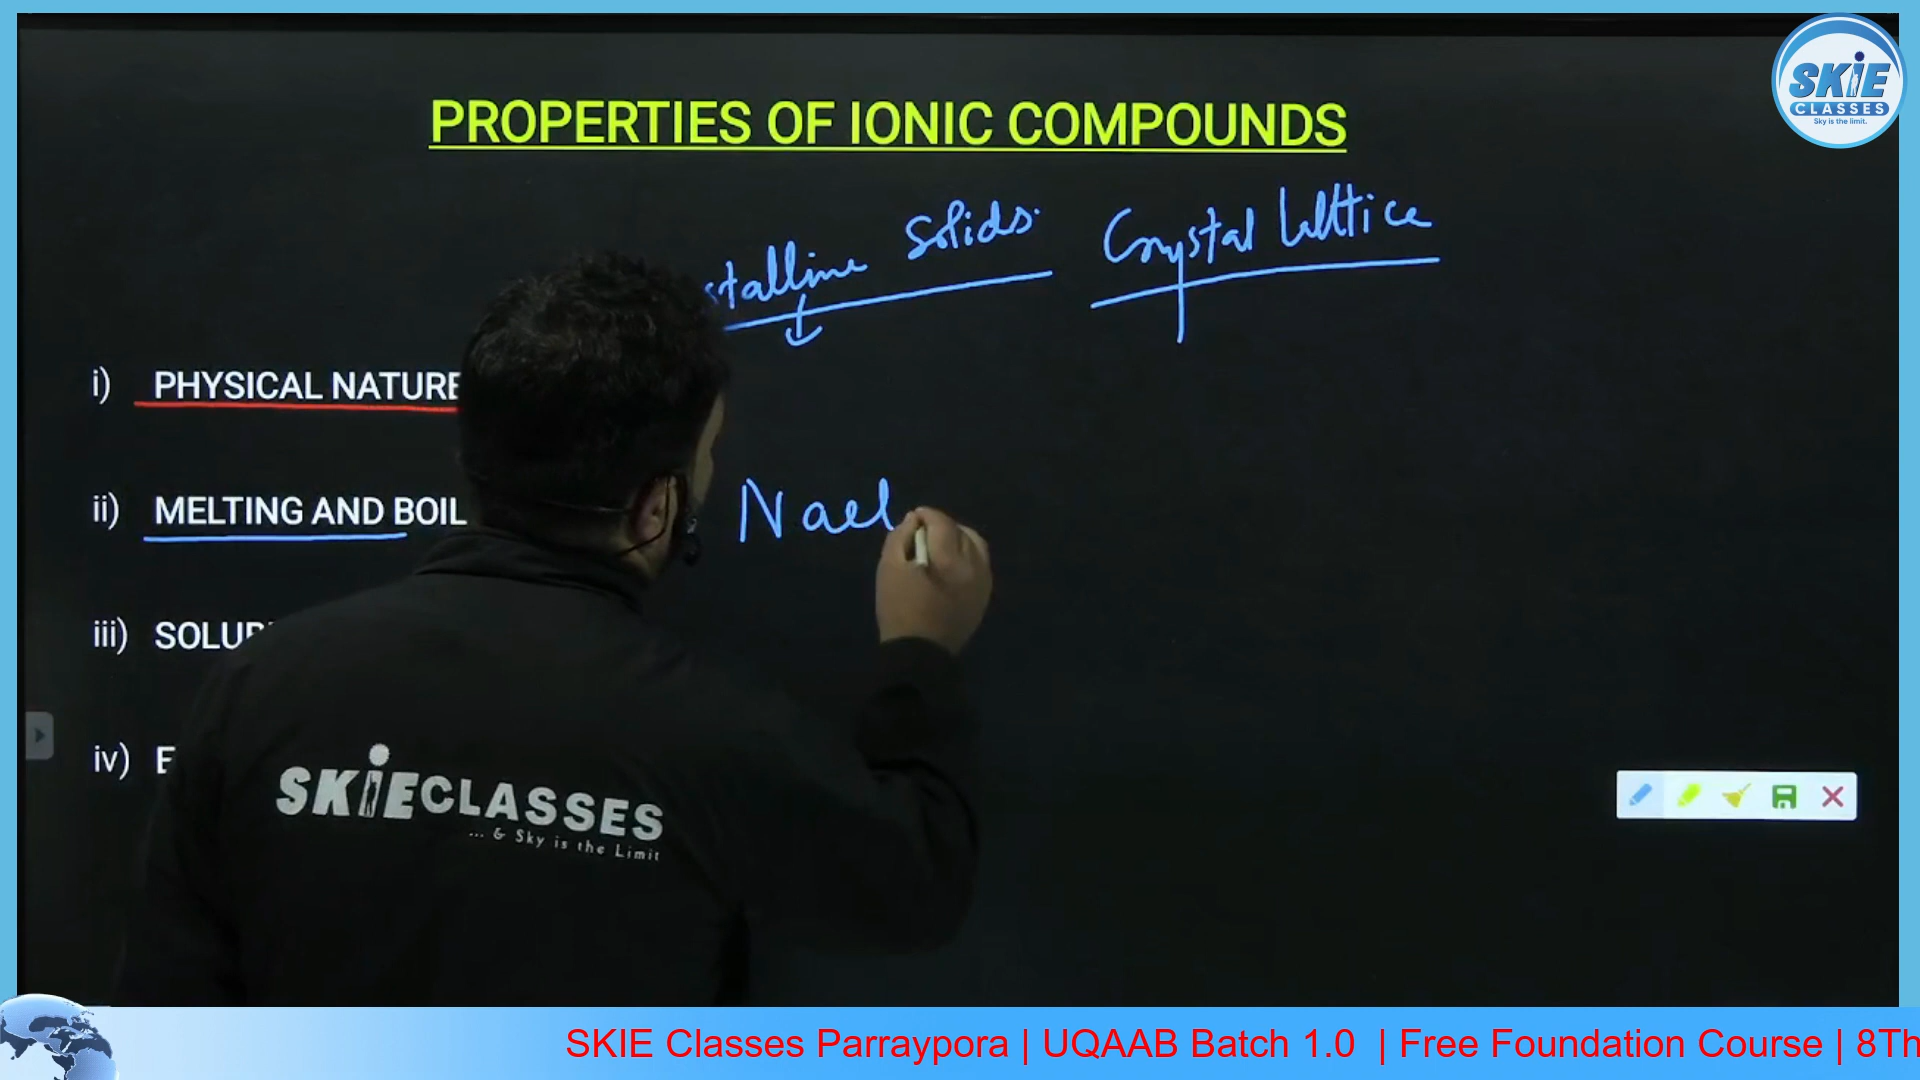 SKIE
CLASSES
Sky is the limit.
PROPERTIES OF IONIC COMPOUNDS
stalline Solids. Crystal lattice
i) PHYSICAL NATURE
ii) MELTING AND BOIL
NaCl
iii) SOLUB
iv) E
SKIECLASSES
... & Sky is the Limit
SKIE Classes Parraypora | UQAAB Batch 1.0 | Free Foundation Course | 8Th